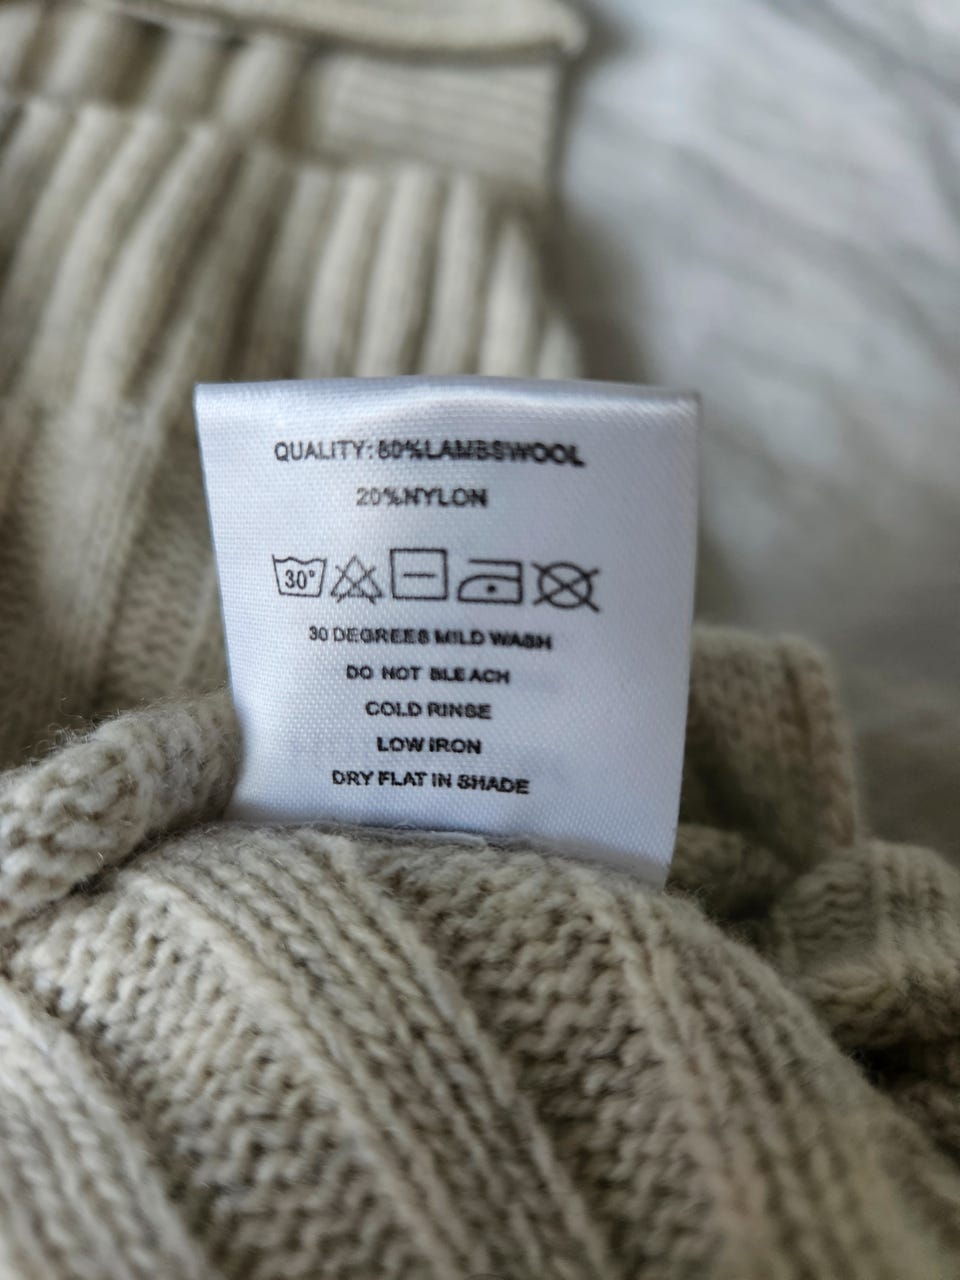 QUALITY: 80%LAMBSWOOL
20%NYLON
30°
30 DEGREES MILD WASH
DO NOT BLEACH
COLD RINSE
LOW IRON
DRY FLAT IN SHADE